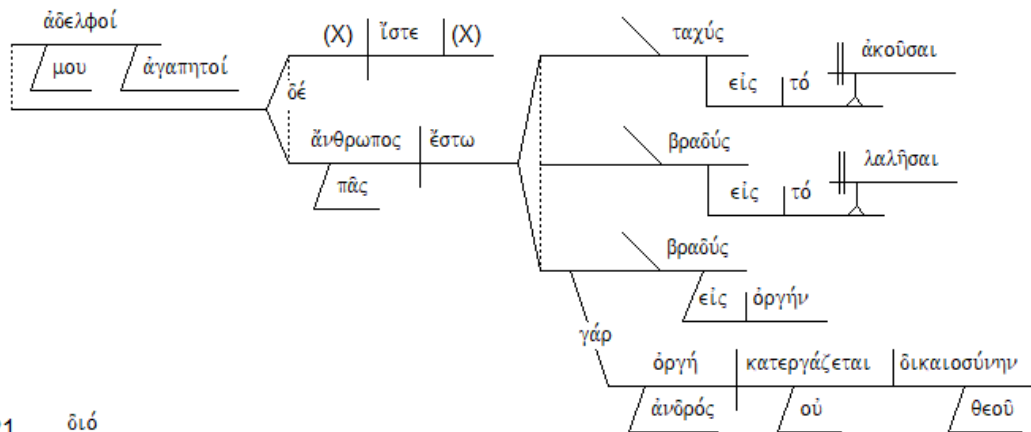 ἀδελφοί
μου ἀγαπητοί
(X) ἴστε (X)
δέ
ἄνθρωπος ἔστω
πᾶς
ταχύς
εἰς τό ἀκοῦσαι
βραδύς
εἰς τό λαλῆσαι
βραδύς
εἰς ὀργήν
γάρ
ὀργή κατεργάζεται δικαιοσύνην
ἀνδρός οὐ θεοῦ
διό